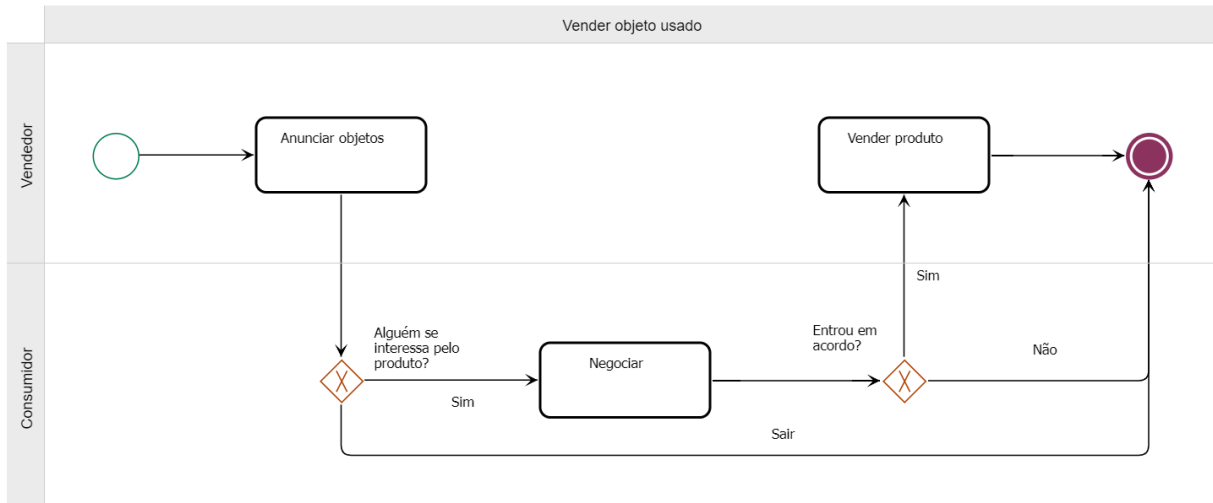 Vender objeto usado
Vendedor
Anunciar objetos
Vender produto
Consumidor
Sim
Alguém se
interessa pelo
produto?
Sim
Negociar
Entrou em
acordo?
Não
Sair